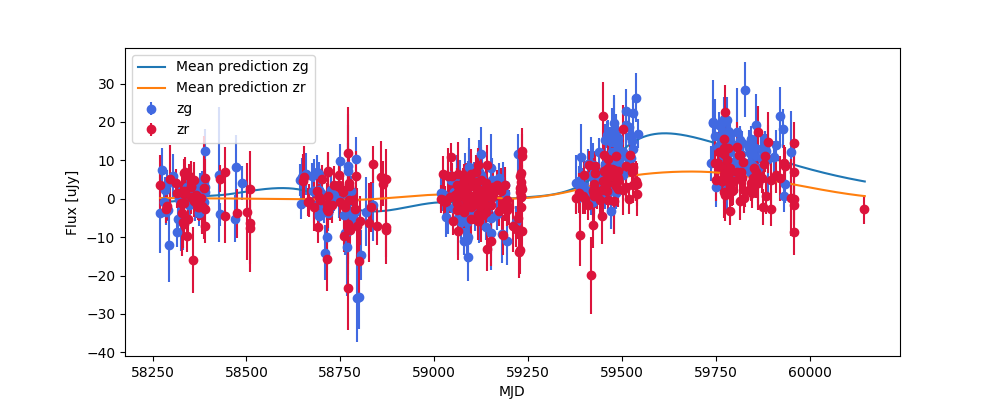 Mean prediction zg
Mean prediction zr
zg
zr
Flux [uJy]
30
20
10
0
−10
−20
−30
−40
58250 58500 58750 59000 59250 59500 59750 60000
MJD